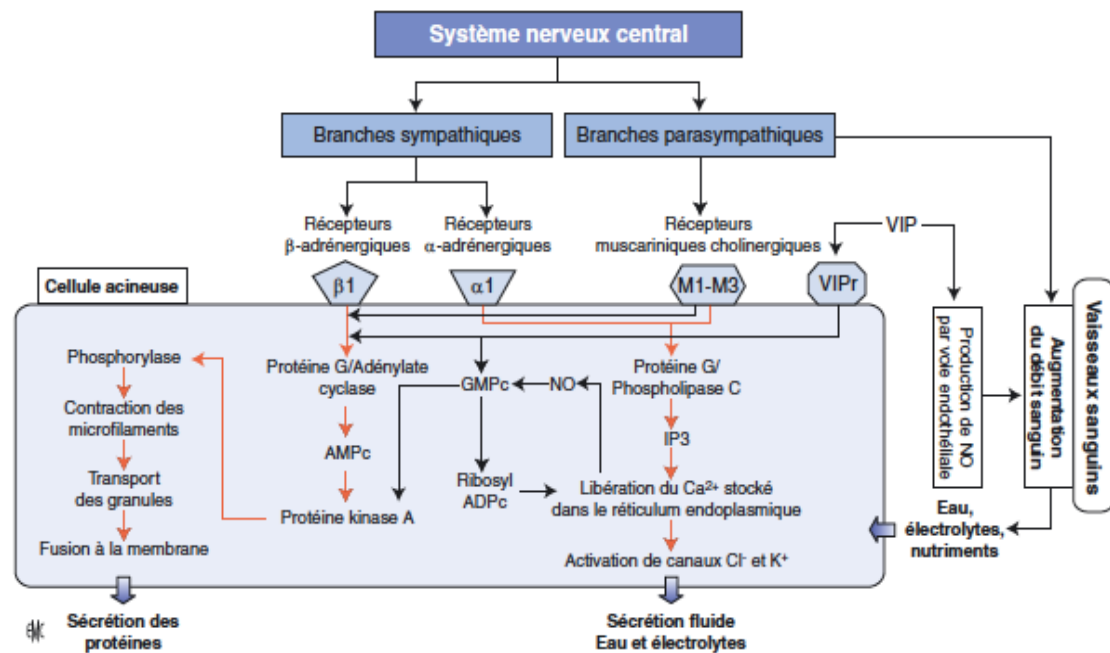 Système nerveux central
Branches sympathiques
Branches parasympathiques
Récepteurs
β-adrénergiques
Récepteurs
α-adrénergiques
Récepteurs
muscariniques cholinergiques
VIP
Cellule acineuse
β1
α1
M1-M3
VIPr
Phosphorylase
Contraction des
microfilaments
Transport
des granules
Fusion à la membrane
Protéine G/Adénylate
cyclase
AMPc
Protéine kinase A
GMPc
NO
Ribosyl
ADPc
Protéine G/
Phospholipase C
IP3
Libération du Ca²⁺ stocké
dans le réticulum endoplasmique
Activation de canaux Cl⁻ et K⁺
Production de NO
par voie endothéliale
Augmentation
du débit sanguin
Vaisseaux sanguins
Eau,
électrolytes,
nutriments
EMC
Sécrétion des
protéines
Sécrétion fluide
Eau et électrolytes